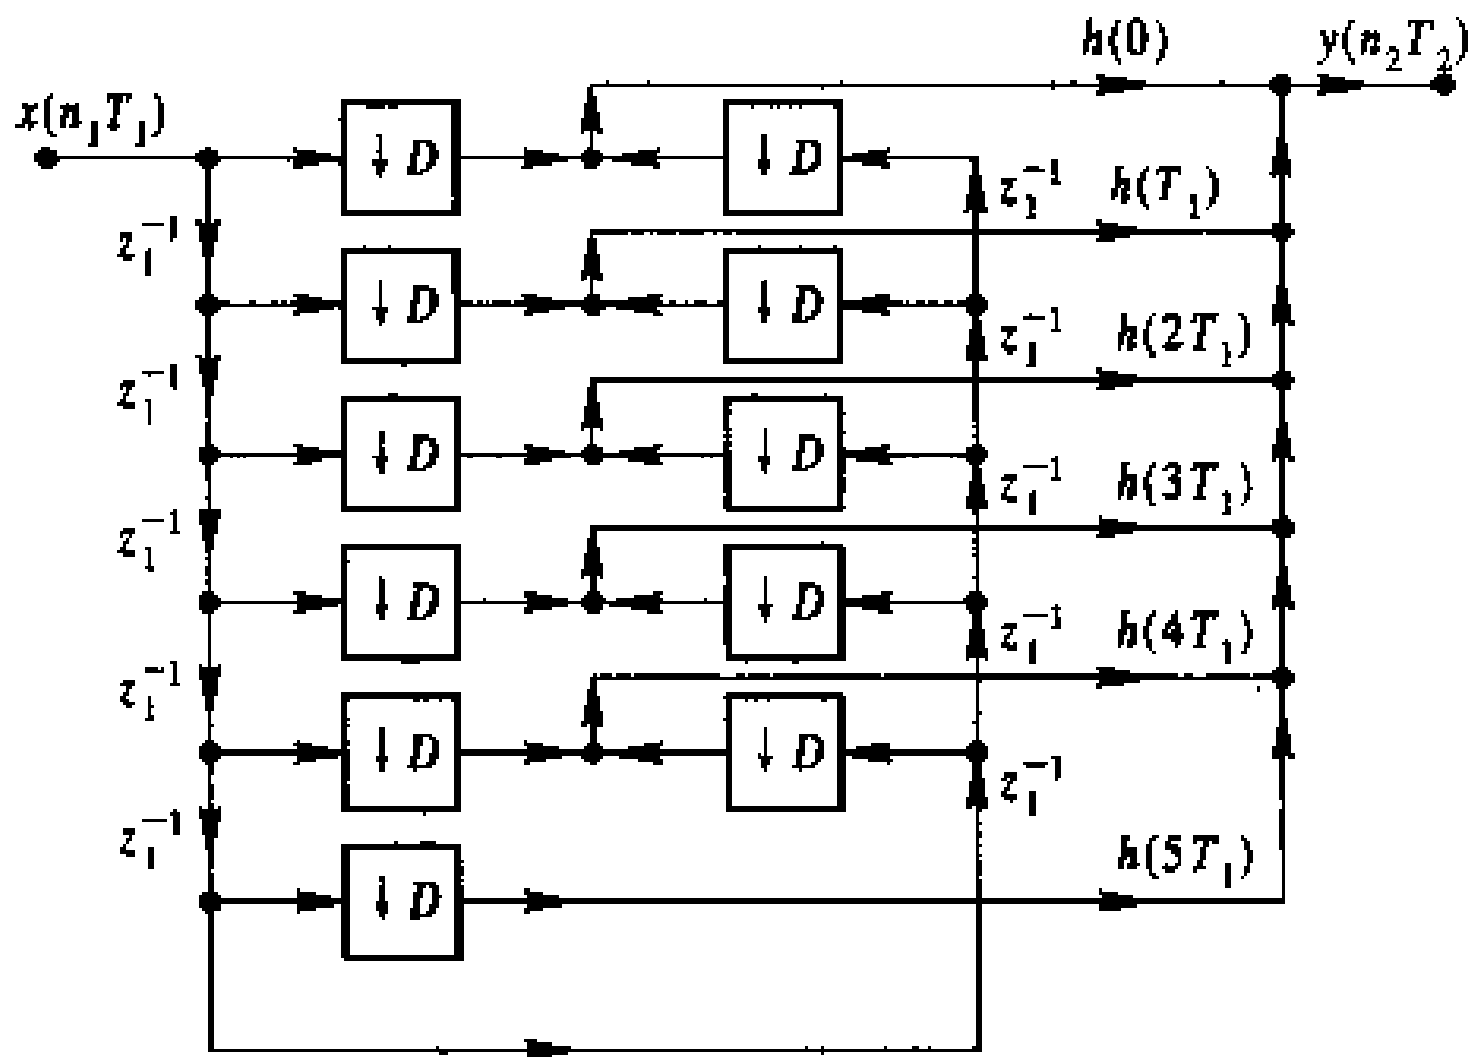 h(0) y(n₂T₂)
x(n₁T₁)
↓ D ↓ D
z₁⁻¹ z₁⁻¹ h(T₁)
↓ D ↓ D
z₁⁻¹ z₁⁻¹ h(2T₁)
↓ D ↓ D
z₁⁻¹ z₁⁻¹ h(3T₁)
↓ D ↓ D
z₁⁻¹ z₁⁻¹ h(4T₁)
↓ D ↓ D
z₁⁻¹ z₁⁻¹ h(5T₁)
↓ D